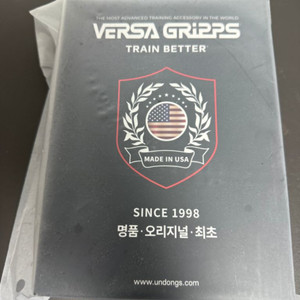 THE MOST ADVANCED TRAINING ACCESSORY IN THE WORLD
VERSA GRIPPS
TRAIN BETTER
MADE IN USA
SINCE 1998
명품·오리지널·최초
www.undongs.com